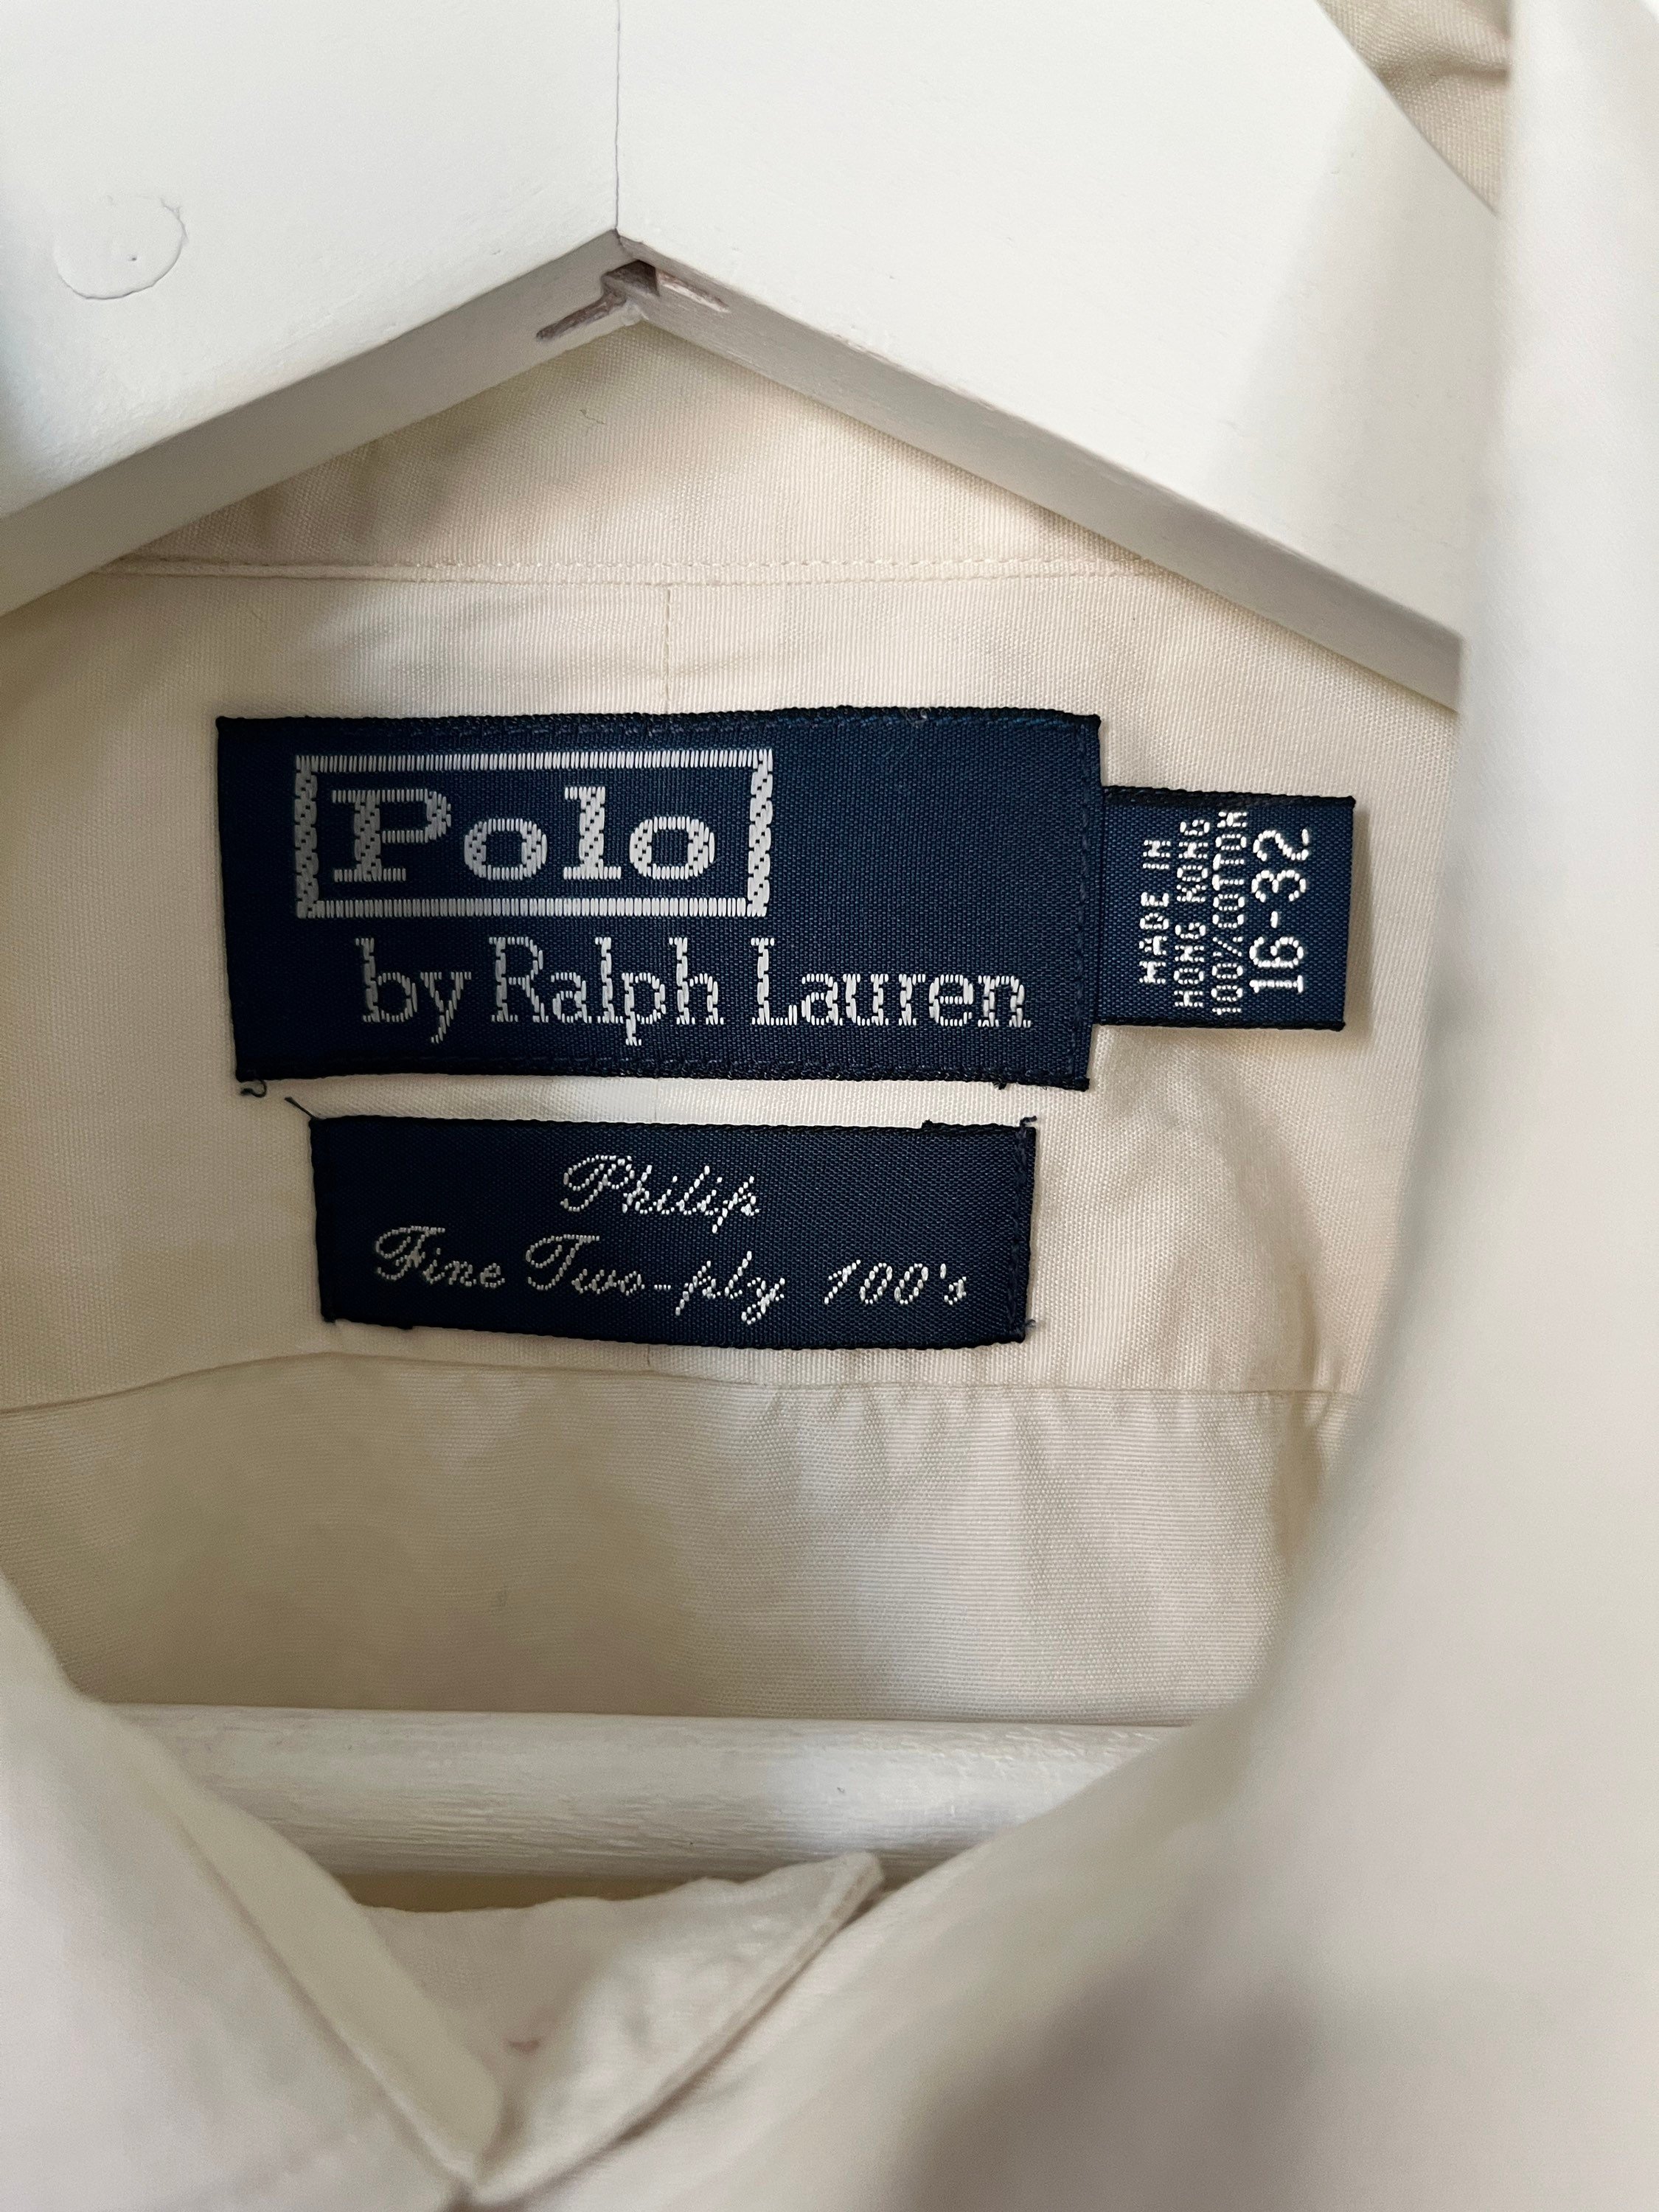 Polo
by Ralph Lauren
MADE IN
HONG KONG
100% COTTON
16-32
Philip
Fine Two-ply 100's